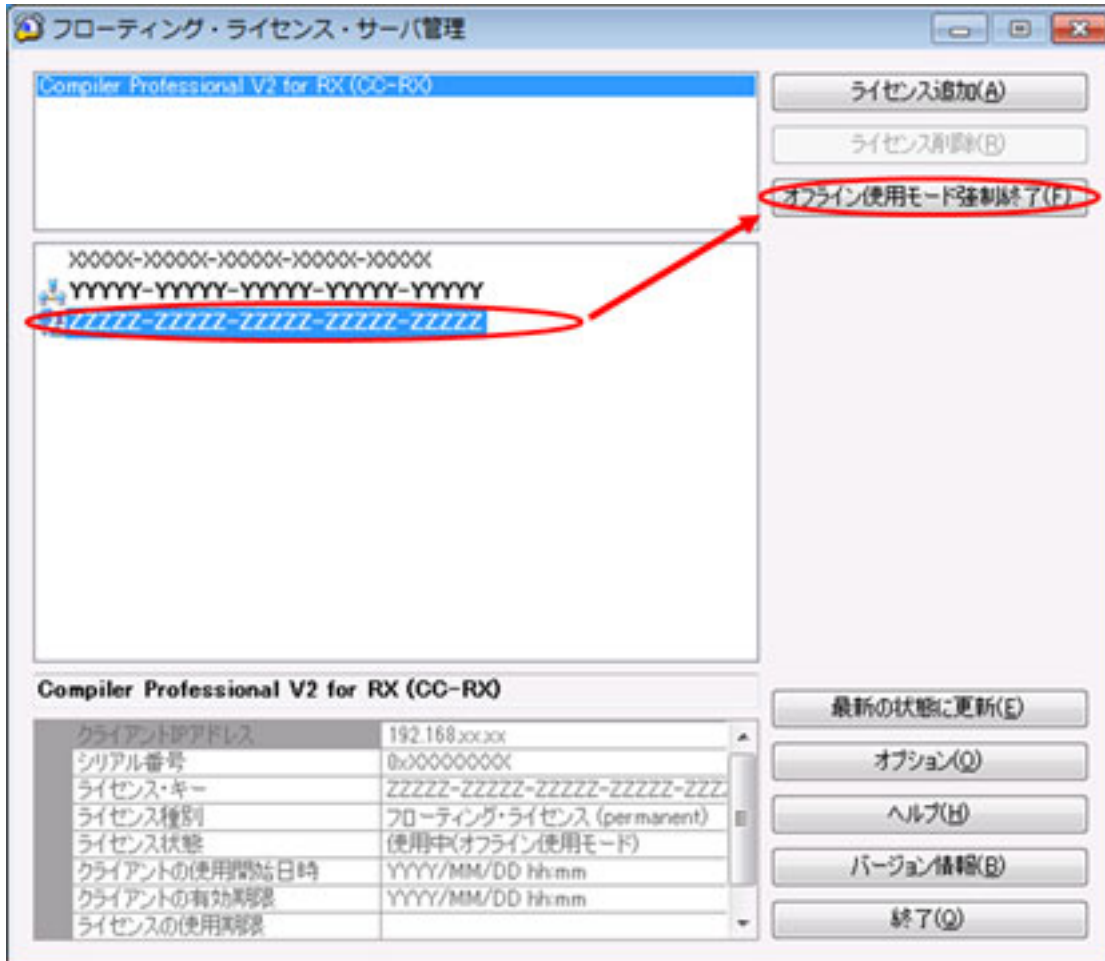 フローティング・ライセンス・サーバ管理
Compiler Professional V2 for RX (CC-RX)
ライセンス追加(A)
ライセンス削除(R)
オフライン使用モード強制終了(F)
XXXXX-XXXXX-XXXXX-XXXXX-XXXXX
YYYYY-YYYYY-YYYYY-YYYYY-YYYYY
ZZZZZ-ZZZZZ-ZZZZZ-ZZZZZ-ZZZZZ
Compiler Professional V2 for RX (CC-RX)
クライアントIPアドレス 192.168.xx.xx
シリアル番号 0xXXXXXXXXX
ライセンス・キー ZZZZZ-ZZZZZ-ZZZZZ-ZZZZZ-ZZZZ
ライセンス種別 フローティング・ライセンス (permanent)
ライセンス状態 使用中(オフライン使用モード)
クライアントの使用開始日時 YYYY/MM/DD hh:mm
クライアントの有効期限 YYYY/MM/DD hh:mm
ライセンスの使用期限
最新の状態に更新(E)
オプション(O)
ヘルプ(H)
バージョン情報(B)
終了(Q)